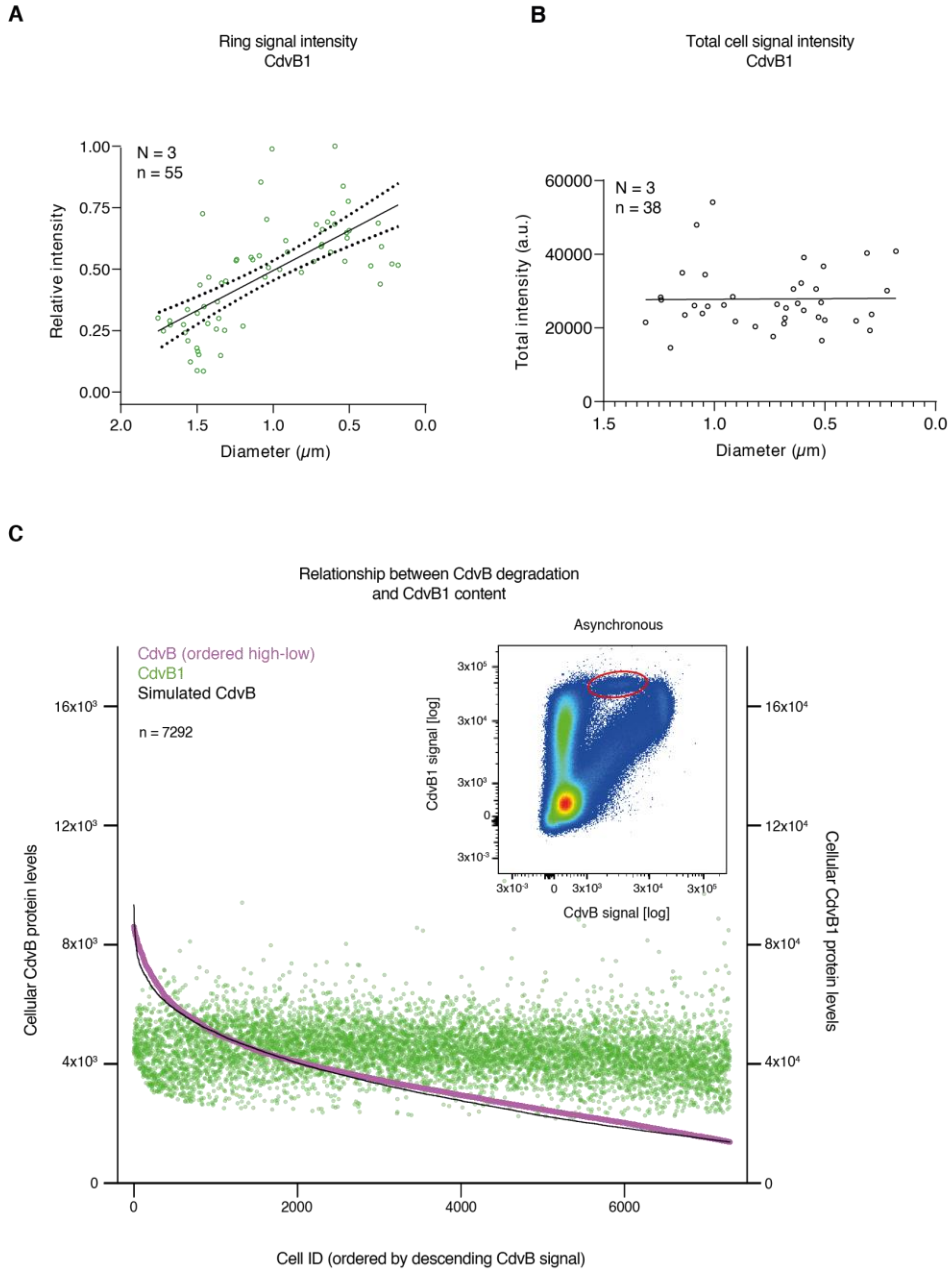 A
Ring signal intensity
CdvB1
N = 3
n = 55
1.00
0.75
0.50
0.25
0.00
Relative intensity
2.0 1.5 1.0 0.5 0.0
Diameter (µm)
B
Total cell signal intensity
CdvB1
N = 3
n = 38
60000
40000
20000
0
Total intensity (a.u.)
1.5 1.0 0.5 0.0
Diameter (µm)
C
Relationship between CdvB degradation
and CdvB1 content
CdvB (ordered high-low)
CdvB1
Simulated CdvB
n = 7292
16x10³
12x10³
8x10³
4x10³
0
Cellular CdvB protein levels
Asynchronous
3x10⁵
3x10⁴
3x10³
0
3x10⁻³
CdvB1 signal [log]
3x10⁻³ 0 3x10³ 3x10⁴ 3x10⁵
CdvB signal [log]
16x10⁴
12x10⁴
8x10⁴
4x10⁴
0
Cellular CdvB1 protein levels
0 2000 4000 6000
Cell ID (ordered by descending CdvB signal)